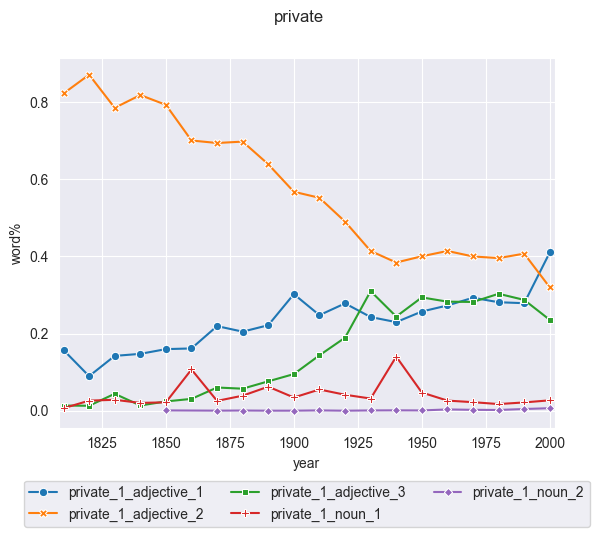 private
0.8
0.6
0.4
0.2
0.0
word%
1825 1850 1875 1900 1925 1950 1975 2000
year
private_1_adjective_1 private_1_adjective_3 private_1_noun_2
private_1_adjective_2 private_1_noun_1